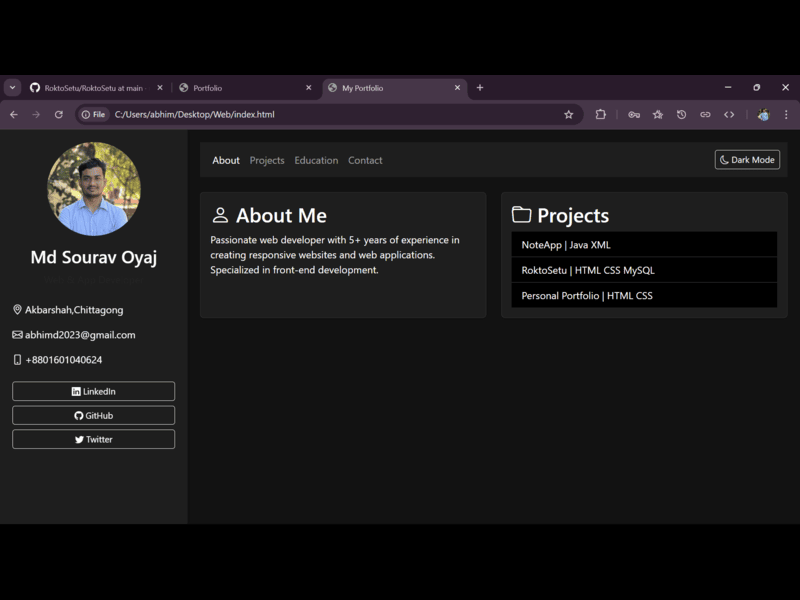 RoktoSetu/RoktoSetu at main
Portfolio
My Portfolio
File
C:/Users/abhim/Desktop/Web/index.html
Md Sourav Oyaj
Akbarshah,Chittagong
abhimd2023@gmail.com
+8801601040624
LinkedIn
GitHub
Twitter
About Projects Education Contact
Dark Mode
About Me
Passionate web developer with 5+ years of experience in
creating responsive websites and web applications.
Specialized in front-end development.
Projects
NoteApp | Java XML
RoktoSetu | HTML CSS MySQL
Personal Portfolio | HTML CSS